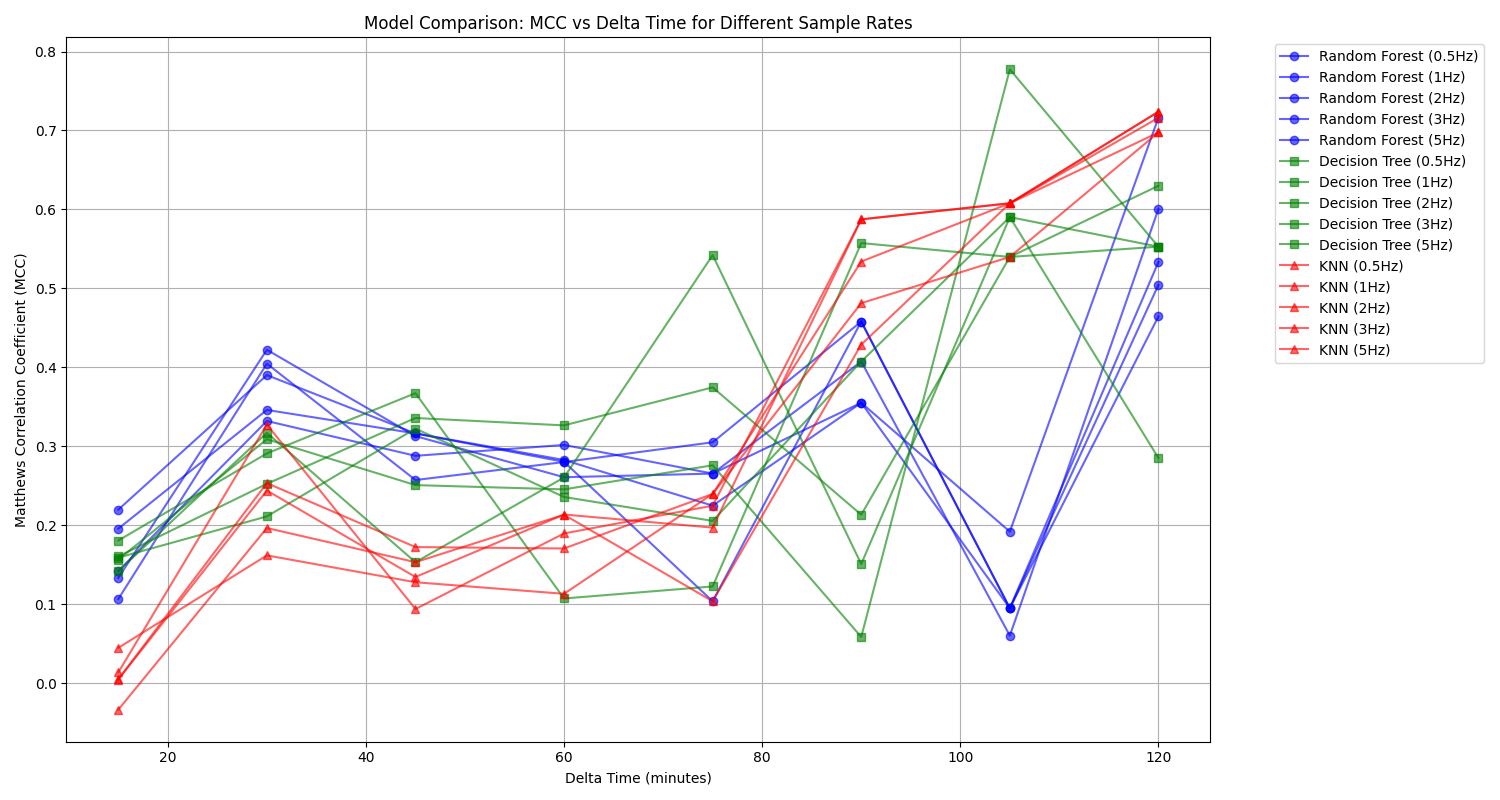 Model Comparison: MCC vs Delta Time for Different Sample Rates
Matthews Correlation Coefficient (MCC)
0.8
0.7
0.6
0.5
0.4
0.3
0.2
0.1
0.0
20
40
60
80
100
120
Delta Time (minutes)
Random Forest (0.5Hz)
Random Forest (1Hz)
Random Forest (2Hz)
Random Forest (3Hz)
Random Forest (5Hz)
Decision Tree (0.5Hz)
Decision Tree (1Hz)
Decision Tree (2Hz)
Decision Tree (3Hz)
Decision Tree (5Hz)
KNN (0.5Hz)
KNN (1Hz)
KNN (2Hz)
KNN (3Hz)
KNN (5Hz)